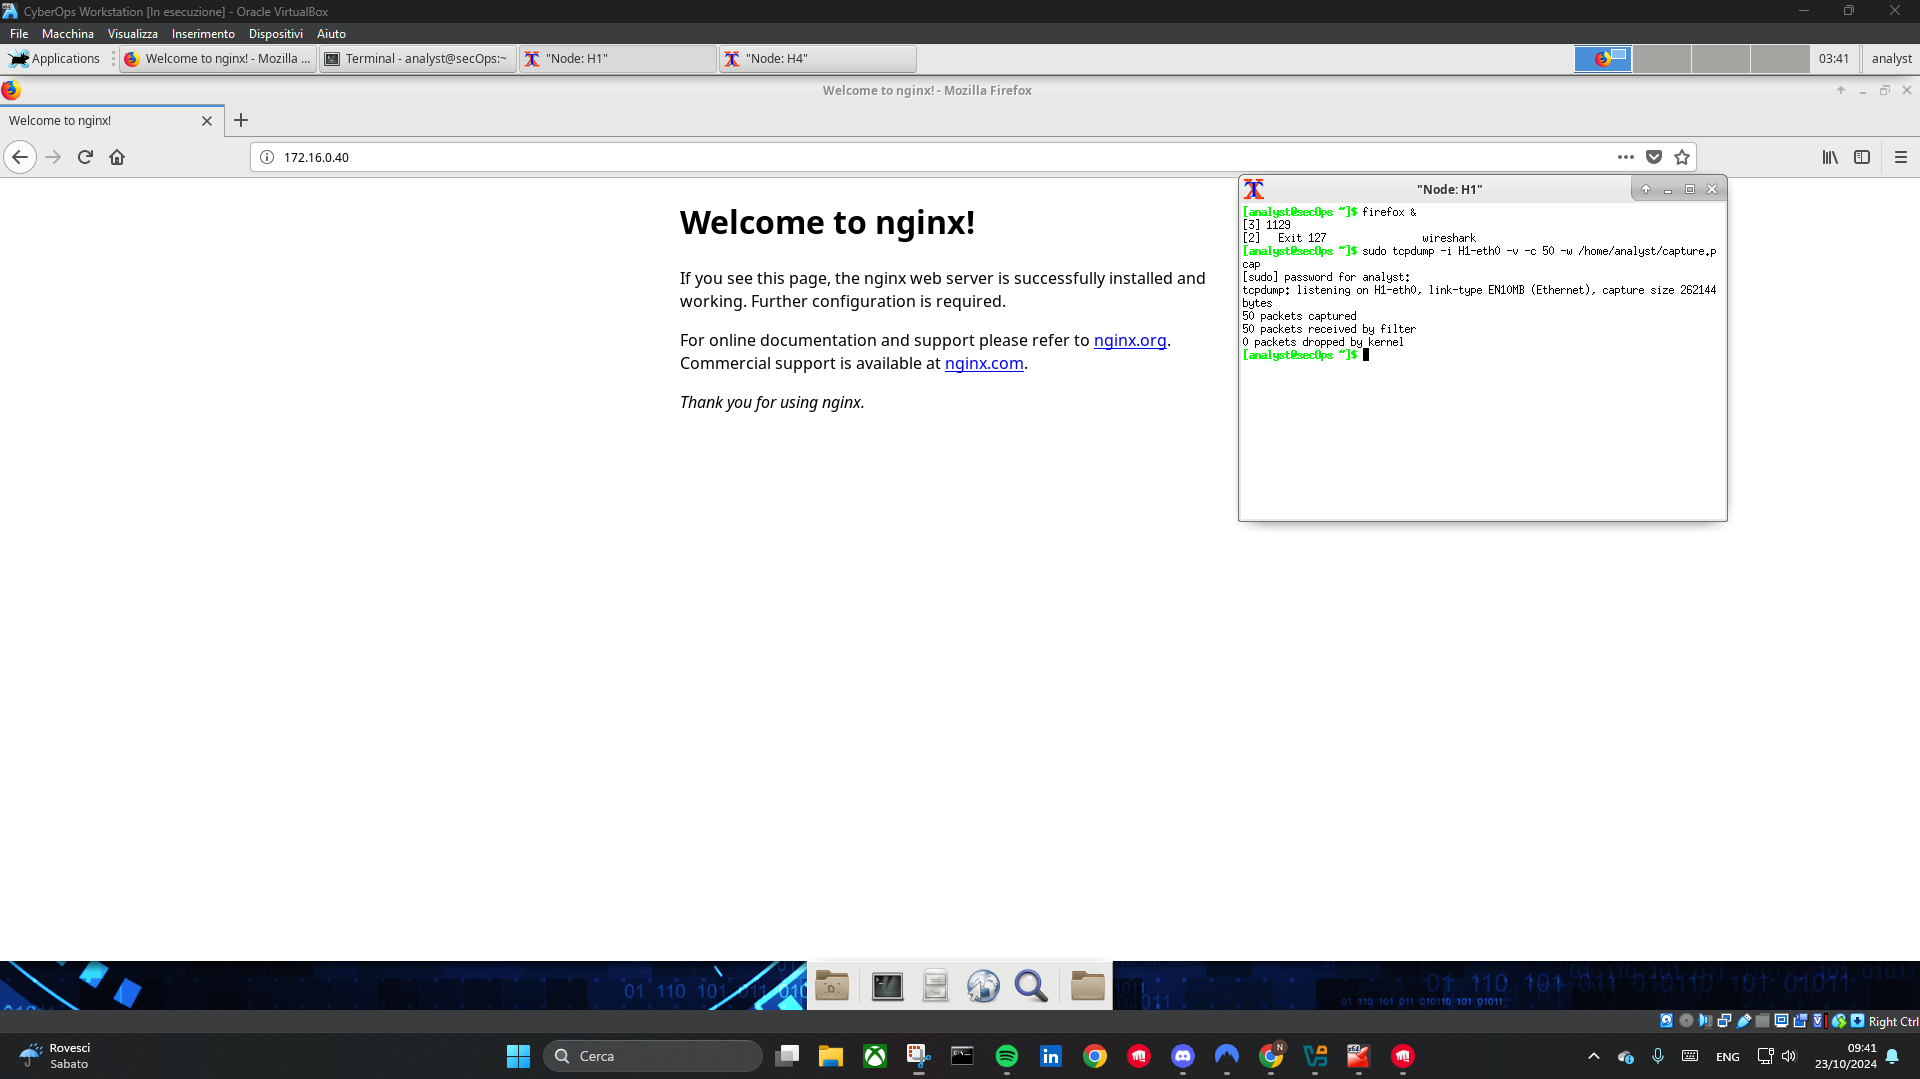 CyberOps Workstation [In esecuzione] - Oracle VirtualBox
File Macchina Visualizza Inserimento Dispositivi Aiuto
Applications Welcome to nginx! - Mozilla ... Terminal - analyst@secOps:~ "Node: H1" "Node: H4" 03:41 analyst
Welcome to nginx! - Mozilla Firefox
Welcome to nginx!
172.16.0.40
Welcome to nginx!
If you see this page, the nginx web server is successfully installed and
working. Further configuration is required.
For online documentation and support please refer to nginx.org.
Commercial support is available at nginx.com.
Thank you for using nginx.
"Node: H1"
[analyst@secOps ~]$ firefox &
[3] 1129
[2]   Exit 127                wireshark
[analyst@secOps ~]$ sudo tcpdump -i H1-eth0 -v -c 50 -w /home/analyst/capture.p
cap
[sudo] password for analyst:
tcpdump: listening on H1-eth0, link-type EN10MB (Ethernet), capture size 262144
bytes
50 packets captured
50 packets received by filter
0 packets dropped by kernel
[analyst@secOps ~]$
Right Ctrl
Rovesci
Sabato
Cerca
ENG
09:41
23/10/2024